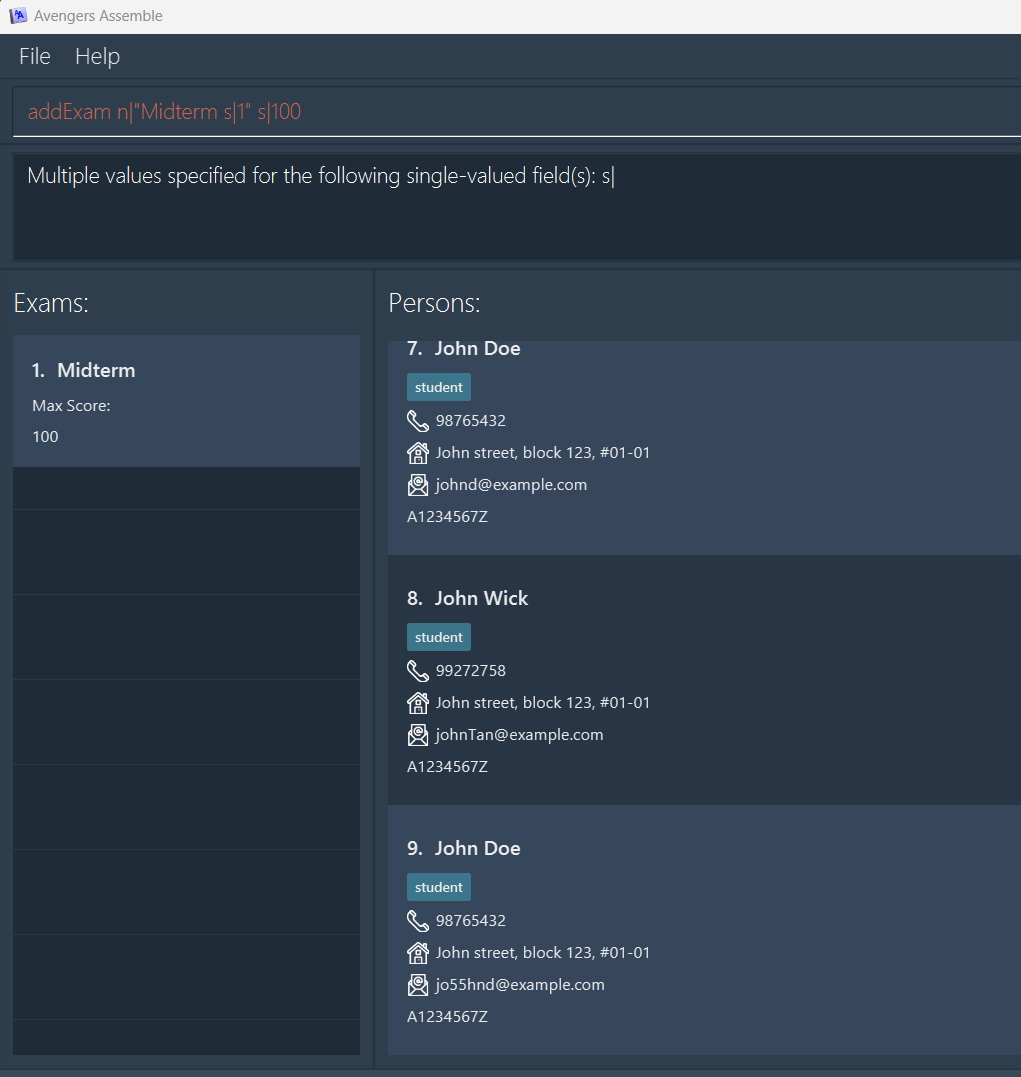 Avengers Assemble
File Help
addExam n|"Midterm s|1" s|100
Multiple values specified for the following single-valued field(s): s|
Exams:
1. Midterm
Max Score:
100
Persons:
7. John Doe
student
98765432
John street, block 123, #01-01
johnd@example.com
A1234567Z
8. John Wick
student
99272758
John street, block 123, #01-01
johnTan@example.com
A1234567Z
9. John Doe
student
98765432
John street, block 123, #01-01
jo55hnd@example.com
A1234567Z